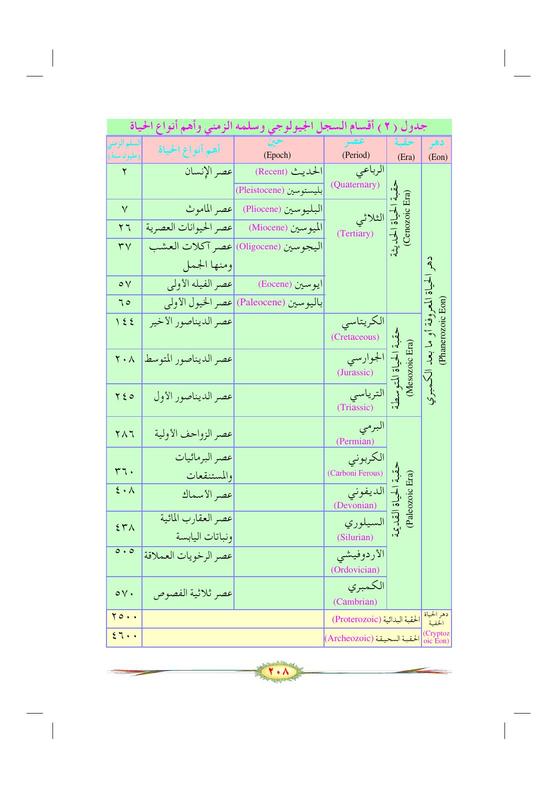 جدول ( ٢ ) أقسام السجل الجيولوجي وسلمه الزمني وأهم أنواع الحياة
دهر (Eon) | حقبة (Era) | عصر (Period) | حين (Epoch) | أهم أنواع الحياة | السلم الزمني (مليون سنة)
دهر الحياة المعروفة أو ما بعد الكمبري (Phanerozoic Eon)
حقبة الحياة الحديثة (Cenozoic Era)
الرباعي (Quaternary) | الحديث (Recent) | عصر الإنسان | ٢
بليستوسين (Pleistocene)
الثلاثي (Tertiary) | البليوسين (Pliocene) | عصر الماموث | ٧
الميوسين (Miocene) | عصر الحيوانات العصرية | ٢٦
اليجوسين (Oligocene) | عصر آكلات العشب | ٣٧
ومنها الجمل
ايوسين (Eocene) | عصر الفيله الأولى | ٥٧
باليوسين (Paleocene) | عصر الخيول الأولى | ٦٥
حقبة الحياة المتوسطة (Mesozoic Era)
الكريتاسي (Cretaceous) | عصر الديناصور الأخير | ١٤٤
الجوارسي (Jurassic) | عصر الديناصور المتوسط | ٢٠٨
الترياسي (Triassic) | عصر الديناصور الأول | ٢٤٥
حقبة الحياة القديمة (Paleozoic Era)
البرمي (Permian) | عصر الزواحف الأولية | ٢٨٦
الكربوني (Carboni Ferous) | عصر البرمائيات | ٣٦٠
والمستنقعات
الديفوني (Devonian) | عصر الأسماك | ٤٠٨
السيلوري (Silurian) | عصر العقارب المائية | ٤٣٨
ونباتات اليابسة
الأردوفيشي (Ordovician) | عصر الرخويات العملاقة | ٥٠٥
الكمبري (Cambrian) | عصر ثلاثية الفصوص | ٥٧٠
دهر الحياة الخفية (Cryptoz oic Eon)
الحقبة البدائية (Proterozoic) | ٢٥٠٠
الحقبة السحيقة (Archeozoic) | ٤٦٠٠
٢٠٨